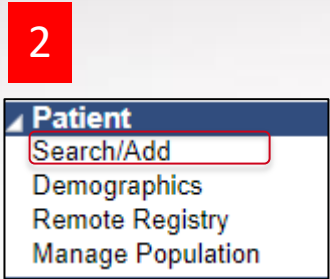 2
Patient
Search/Add
Demographics
Remote Registry
Manage Population